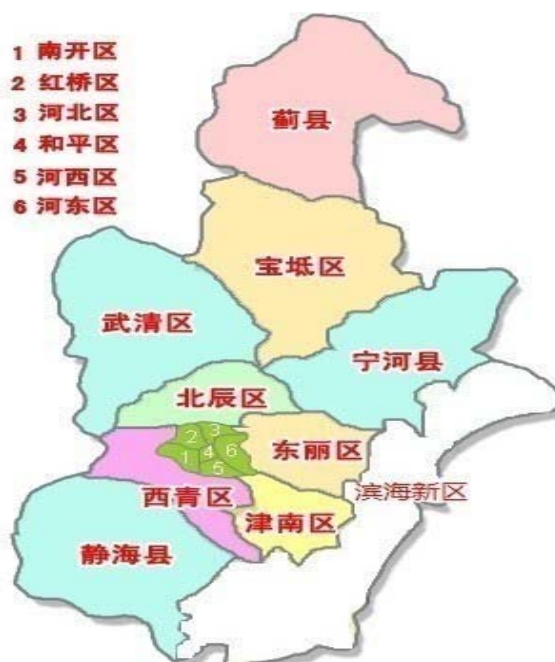 1 南开区
2 红桥区
3 河北区
4 和平区
5 河西区
6 河东区
蓟县
宝坻区
武清区
宁河县
北辰区
2 3
1 4 6
5
东丽区
滨海新区
西青区
津南区
静海县